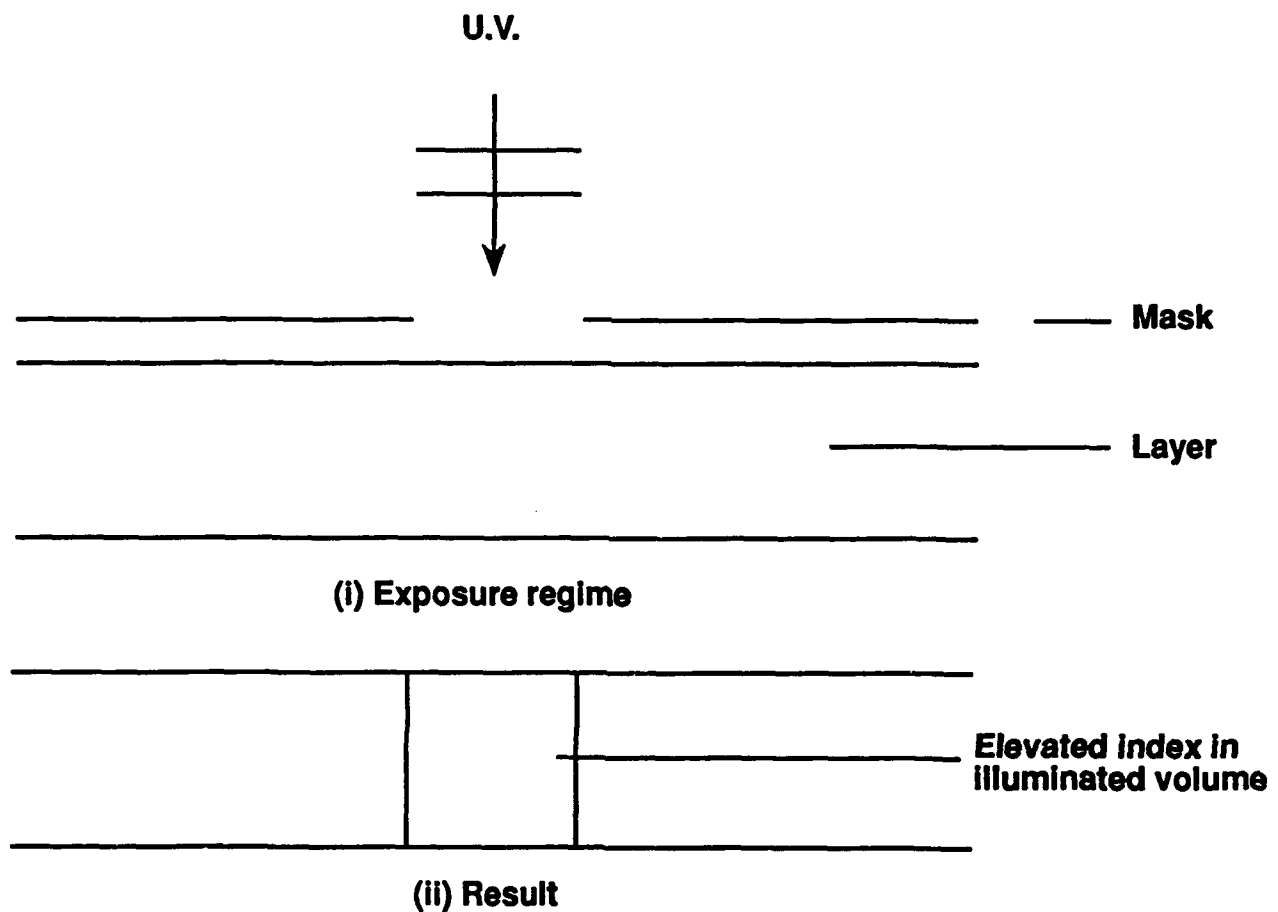 U.V.
Mask
Layer
(i) Exposure regime
Elevated index in
illuminated volume
(ii) Result